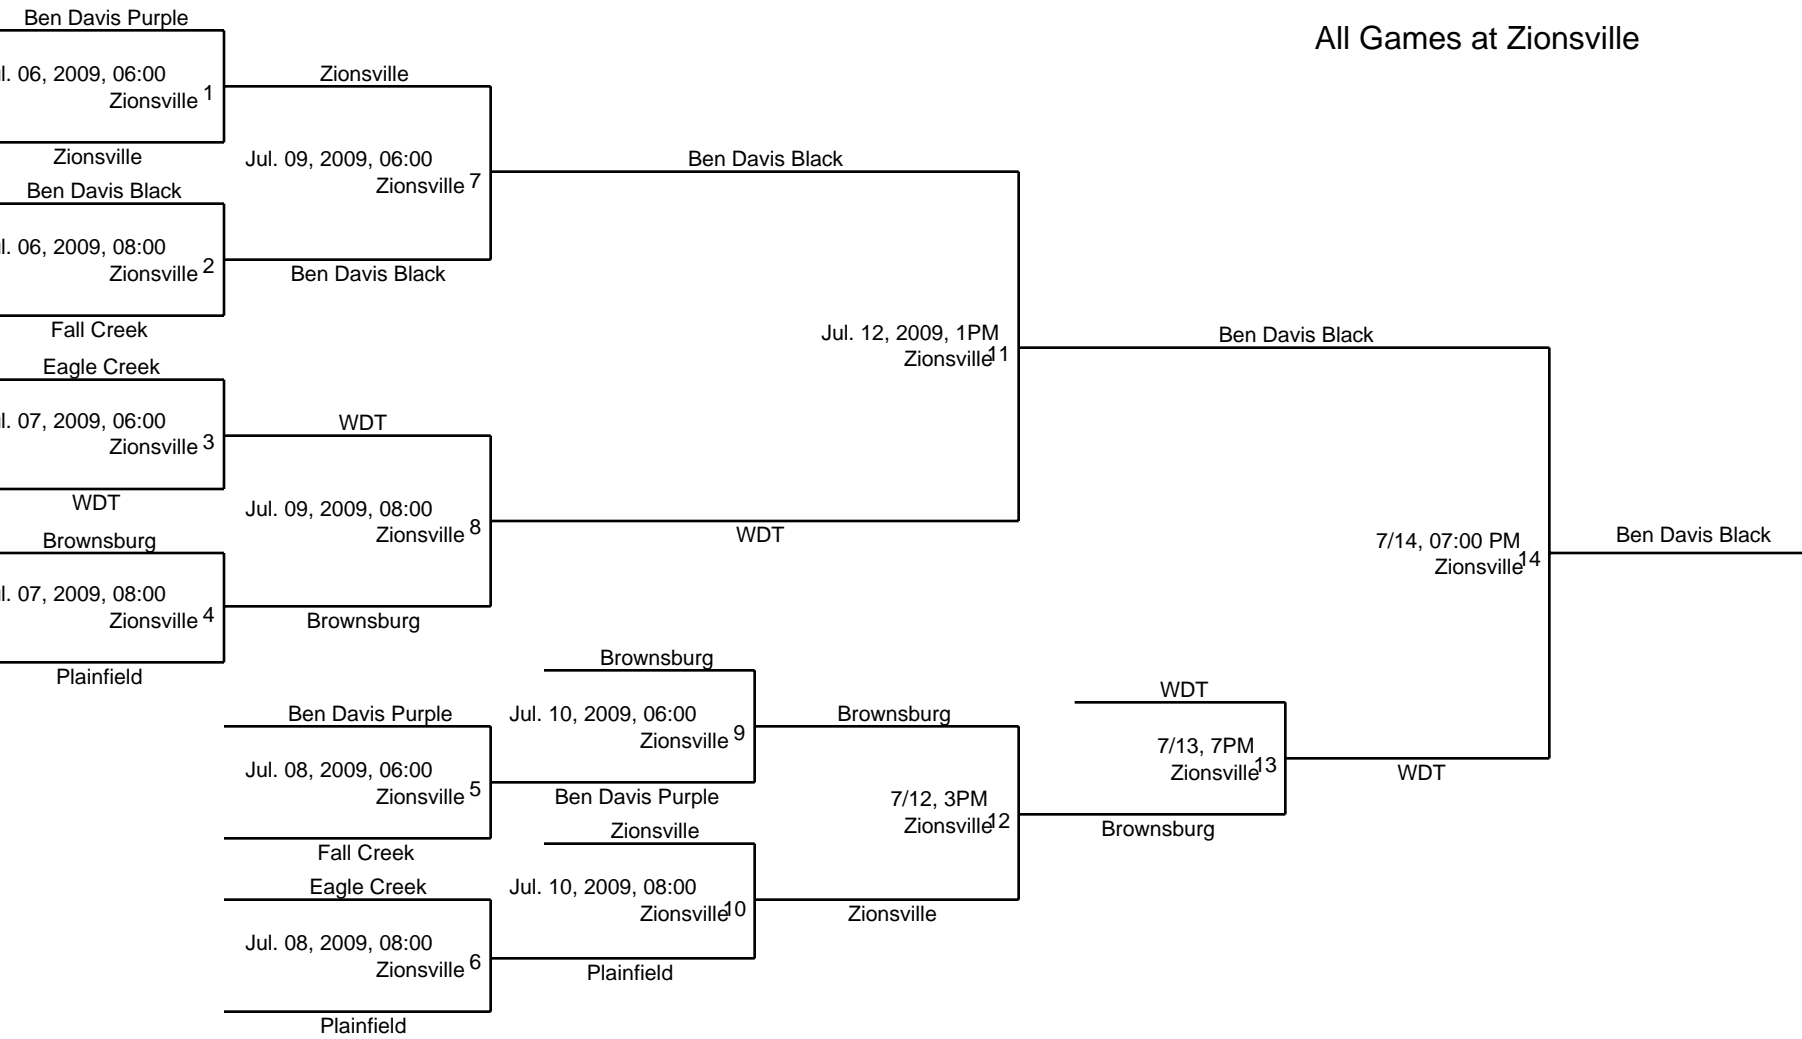 Ben Davis Purple
All Games at Zionsville
l. 06, 2009, 06:00
Zionsville 1
Zionsville
Zionsville
Jul. 09, 2009, 06:00
Zionsville 7
Ben Davis Black
Ben Davis Black
l. 06, 2009, 08:00
Zionsville 2
Ben Davis Black
Fall Creek
Jul. 12, 2009, 1PM
Zionsville 11
Ben Davis Black
Eagle Creek
l. 07, 2009, 06:00
Zionsville 3
WDT
WDT
Jul. 09, 2009, 08:00
Zionsville 8
WDT
Brownsburg
l. 07, 2009, 08:00
Zionsville 4
Brownsburg
Plainfield
7/14, 07:00 PM
Zionsville 14
Ben Davis Black
Brownsburg
Ben Davis Purple
Jul. 10, 2009, 06:00
Zionsville 9
Brownsburg
WDT
Jul. 08, 2009, 06:00
Zionsville 5
Ben Davis Purple
7/13, 7PM
Zionsville 13
WDT
7/12, 3PM
Zionsville 12
Brownsburg
Zionsville
Fall Creek
Eagle Creek
Jul. 10, 2009, 08:00
Zionsville 10
Zionsville
Jul. 08, 2009, 08:00
Zionsville 6
Plainfield
Plainfield